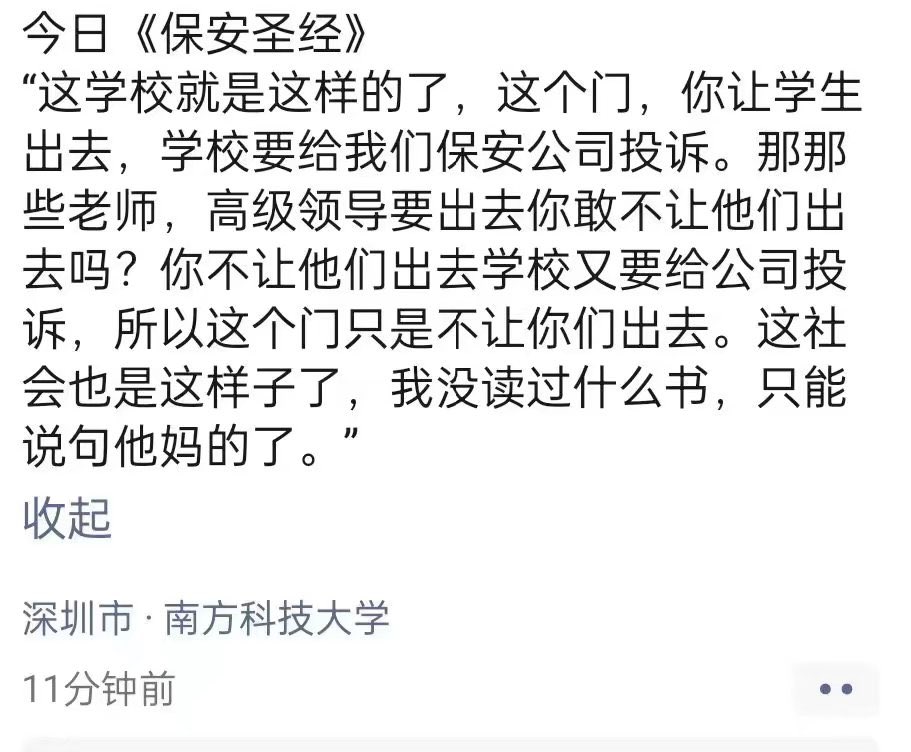 今日《保安圣经》
“这学校就是这样的了，这个门，你让学生
出去，学校要给我们保安公司投诉。那那
些老师，高级领导要出去你敢不让他们出
去吗？你不让他们出去学校又要给公司投
诉，所以这个门只是不让你们出去。这社
会也是这样子了，我没读过什么书，只能
说句他妈的了。”
收起
深圳市 · 南方科技大学
11分钟前